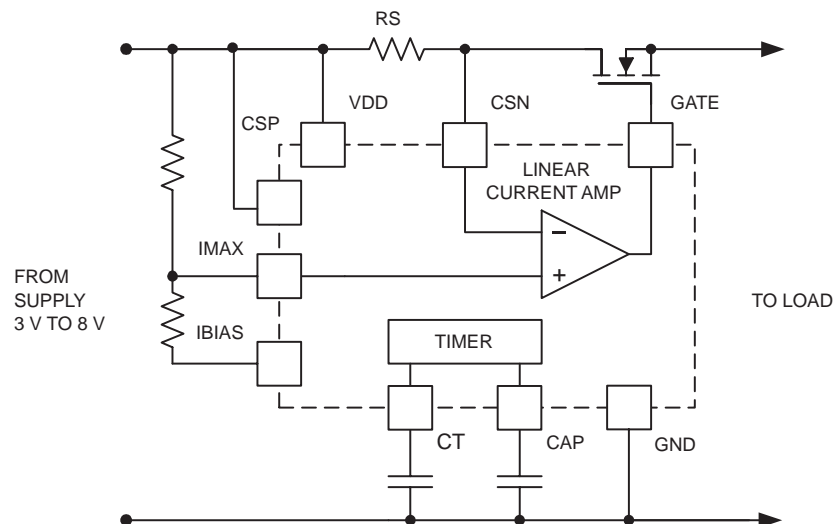 RS
VDD
CSN
GATE
CSP
LINEAR
CURRENT AMP
IMAX
FROM
SUPPLY
3 V TO 8 V
TO LOAD
IBIAS
TIMER
CT
CAP
GND